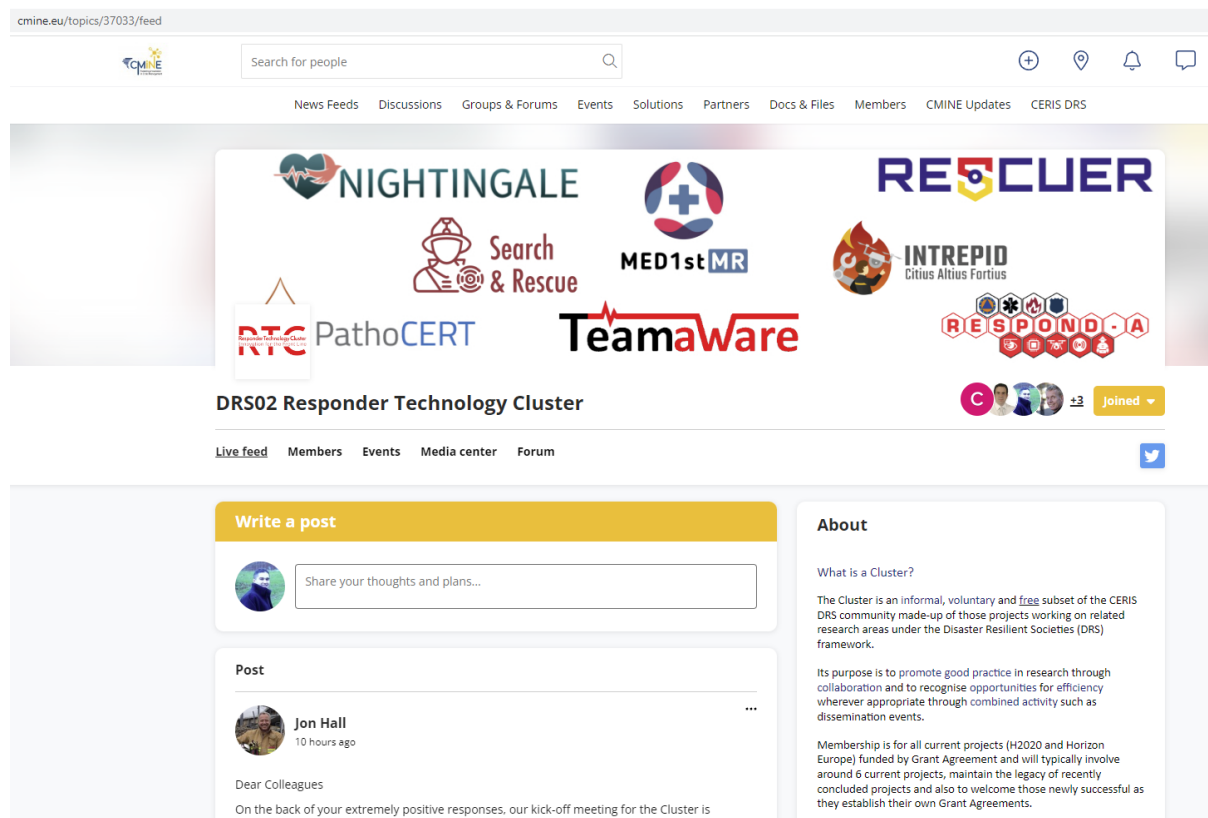 cmine.eu/topics/37033/feed
CMINE
Search for people
News Feeds Discussions Groups & Forums Events Solutions Partners Docs & Files Members CMINE Updates CERIS DRS
NIGHTINGALE
RESCUER
Search
& Rescue
MED1stMR
INTREPID
Citius Altius Fortius
RTC
Responder Technology Cluster
PathoCERT
TeamaWare
RESPOND-A
DRS02 Responder Technology Cluster
C
+3
Joined
Live feed Members Events Media center Forum
Write a post
Share your thoughts and plans...
Post
Jon Hall
10 hours ago
Dear Colleagues
On the back of your extremely positive responses, our kick-off meeting for the Cluster is
About
What is a Cluster?
The Cluster is an informal, voluntary and free subset of the CERIS
DRS community made-up of those projects working on related
research areas under the Disaster Resilient Societies (DRS)
framework.
Its purpose is to promote good practice in research through
collaboration and to recognise opportunities for efficiency
wherever appropriate through combined activity such as
dissemination events.
Membership is for all current projects (H2020 and Horizon
Europe) funded by Grant Agreement and will typically involve
around 6 current projects, maintain the legacy of recently
concluded projects and also to welcome those newly successful as
they establish their own Grant Agreements.